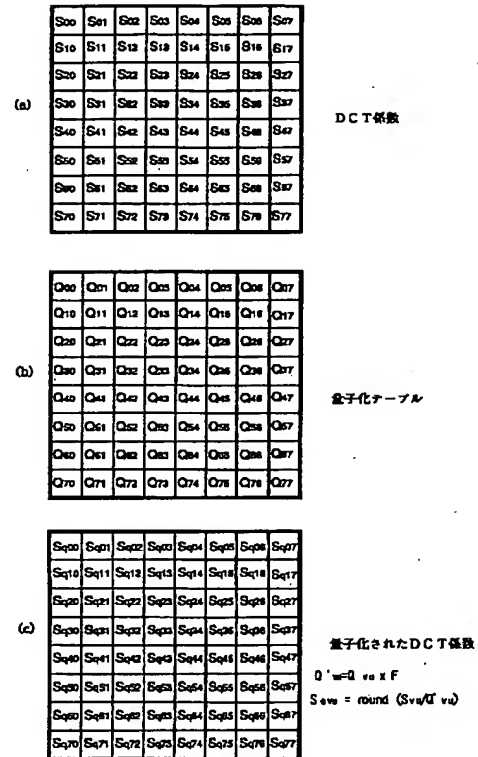 S00 S01 S02 S03 S04 S05 S06 S07
S10 S11 S12 S13 S14 S15 S16 S17
S20 S21 S22 S23 S24 S25 S26 S27
(a)
S30 S31 S32 S33 S34 S35 S36 S37
DCT係数
S40 S41 S42 S43 S44 S45 S46 S47
S50 S51 S52 S53 S54 S55 S56 S57
S60 S61 S62 S63 S64 S65 S66 S67
S70 S71 S72 S73 S74 S75 S76 S77
Q00 Q01 Q02 Q03 Q04 Q05 Q06 Q07
Q10 Q11 Q12 Q13 Q14 Q15 Q16 Q17
Q20 Q21 Q22 Q23 Q24 Q25 Q26 Q27
(b)
Q30 Q31 Q32 Q33 Q34 Q35 Q36 Q37
Q40 Q41 Q42 Q43 Q44 Q45 Q46 Q47
量子化テーブル
Q50 Q51 Q52 Q53 Q54 Q55 Q56 Q57
Q60 Q61 Q62 Q63 Q64 Q65 Q66 Q67
Q70 Q71 Q72 Q73 Q74 Q75 Q76 Q77
Sq00 Sq01 Sq02 Sq03 Sq04 Sq05 Sq06 Sq07
Sq10 Sq11 Sq12 Sq13 Sq14 Sq15 Sq16 Sq17
Sq20 Sq21 Sq22 Sq23 Sq24 Sq25 Sq26 Sq27
(c)
Sq30 Sq31 Sq32 Sq33 Sq34 Sq35 Sq36 Sq37
量子化されたDCT係数
Sq40 Sq41 Sq42 Sq43 Sq44 Sq45 Sq46 Sq47
Q'vu=Q vu x F
Sq50 Sq51 Sq52 Sq53 Sq54 Sq55 Sq56 Sq57
Sqvu = round (Svu/Q'vu)
Sq60 Sq61 Sq62 Sq63 Sq64 Sq65 Sq66 Sq67
Sq70 Sq71 Sq72 Sq73 Sq74 Sq75 Sq76 Sq77